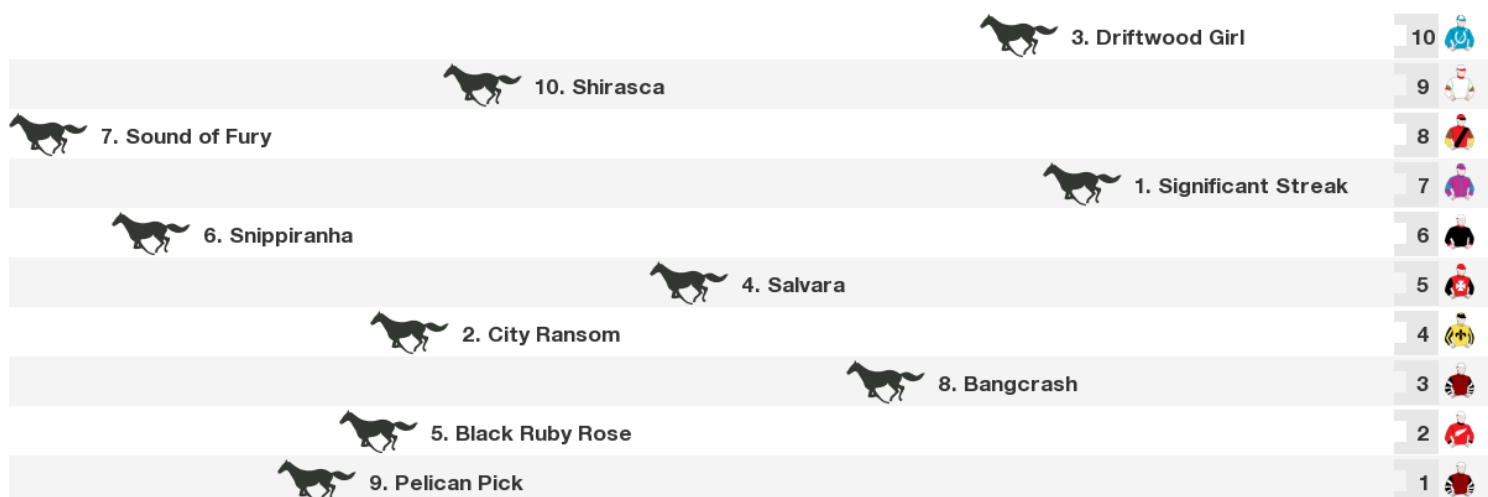 3. Driftwood Girl 10
10. Shirasca 9
7. Sound of Fury 8
1. Significant Streak 7
6. Snippiranha 6
4. Salvara 5
2. City Ransom 4
8. Bangcrash 3
5. Black Ruby Rose 2
9. Pelican Pick 1